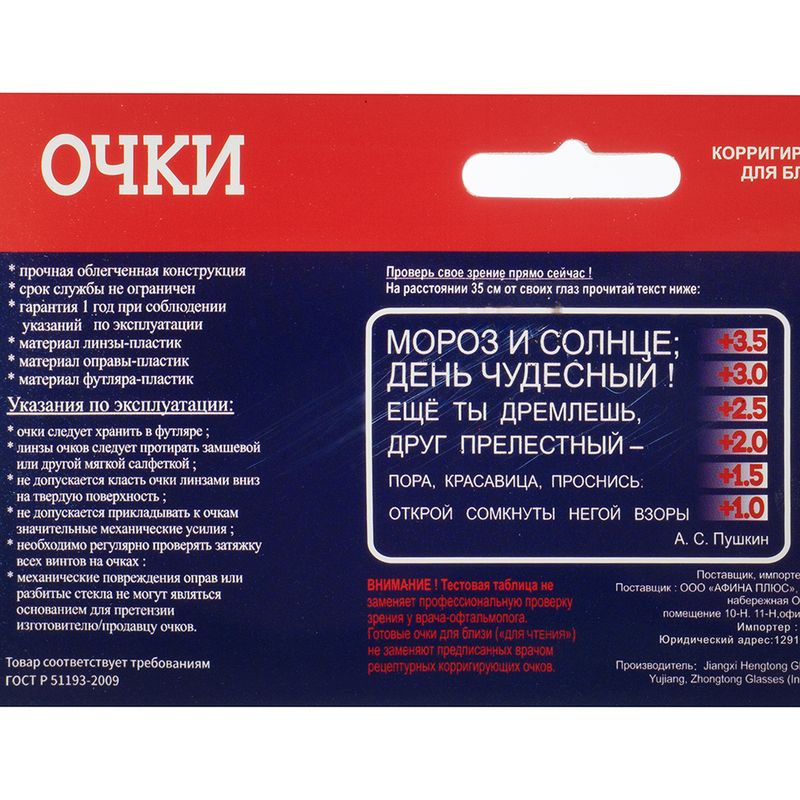 ОЧКИ
КОРРИГИР
ДЛЯ БЛ
* прочная облегченная конструкция
* срок службы не ограничен
* гарантия 1 год при соблюдении
указаний по эксплуатации
* материал линзы-пластик
* материал оправы-пластик
* материал футляра-пластик
Указания по эксплуатации:
* очки следует хранить в футляре ;
* линзы очков следует протирать замшевой
или другой мягкой салфеткой ;
* не допускается класть очки линзами вниз
на твердую поверхность ;
* не допускается прикладывать к очкам
значительные механические усилия ;
* необходимо регулярно проверять затяжку
всех винтов на очках :
* механические повреждения оправ или
разбитые стекла не могут являться
основанием для претензии
изготовителю/продавцу очков.
Товар соответствует требованиям
ГОСТ Р 51193-2009
Проверь свое зрение прямо сейчас !
На расстоянии 35 см от своих глаз прочитай текст ниже:
МОРОЗ И СОЛНЦЕ; +3.5
ДЕНЬ ЧУДЕСНЫЙ ! +3.0
ЕЩЁ ТЫ ДРЕМЛЕШЬ, +2.5
ДРУГ ПРЕЛЕСТНЫЙ – +2.0
ПОРА, КРАСАВИЦА, ПРОСНИСЬ: +1.5
ОТКРОЙ СОМКНУТЫ НЕГОЙ ВЗОРЫ +1.0
А. С. Пушкин
ВНИМАНИЕ ! Тестовая таблица не
заменяет профессиональную проверку
зрения у врача-офтальмопога.
Готовые очки для близи («для чтения»)
не заменяют предписанных врачом
рецептурных корригирующих очков.
Поставщик, импорте
Поставщик : ООО «АФИНА ПЛЮС»,
набережная О
помещение 10-Н. 11-Н,офи
Импортер :
Юридический адрес:1291
Производитель: Jiangxi Hengtong Gl
Yujiang, Zhongtong Glasses (In